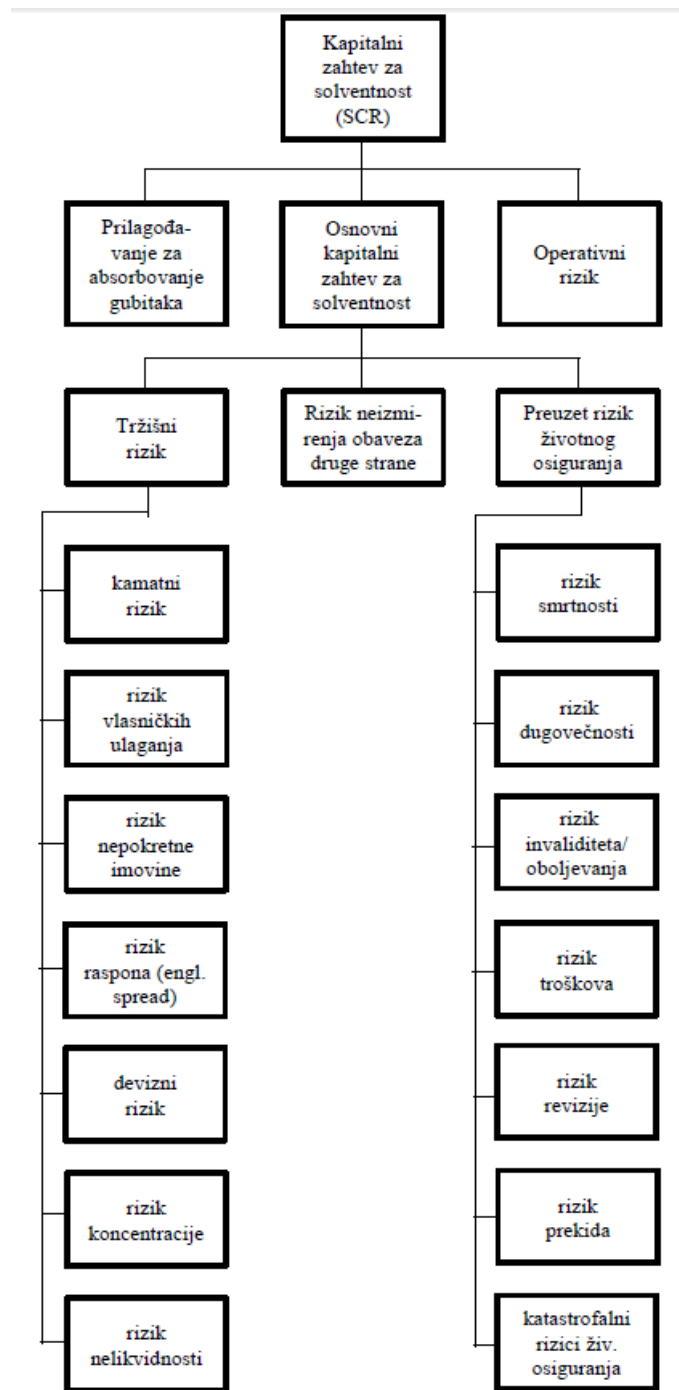 Kapitalni
zahtev za
solventnost
(SCR)
Prilagođa-
vanje za
absorbovanje
gubitaka
Osnovni
kapitalni
zahtev za
solventnost
Operativni
rizik
Tržišni
rizik
Rizik neizmi-
renja obaveza
druge strane
Preuzet rizik
životnog
osiguranja
kamatni
rizik
rizik
vlasničkih
ulaganja
rizik
nepokretne
imovine
rizik
raspona (engl.
spread)
devizni
rizik
rizik
koncentracije
rizik
nelikvidnosti
rizik
smrtnosti
rizik
dugovečnosti
rizik
invaliditeta/
oboljevanja
rizik
troškova
rizik
revizije
rizik
prekida
katastrofalni
rizici živ.
osiguranja